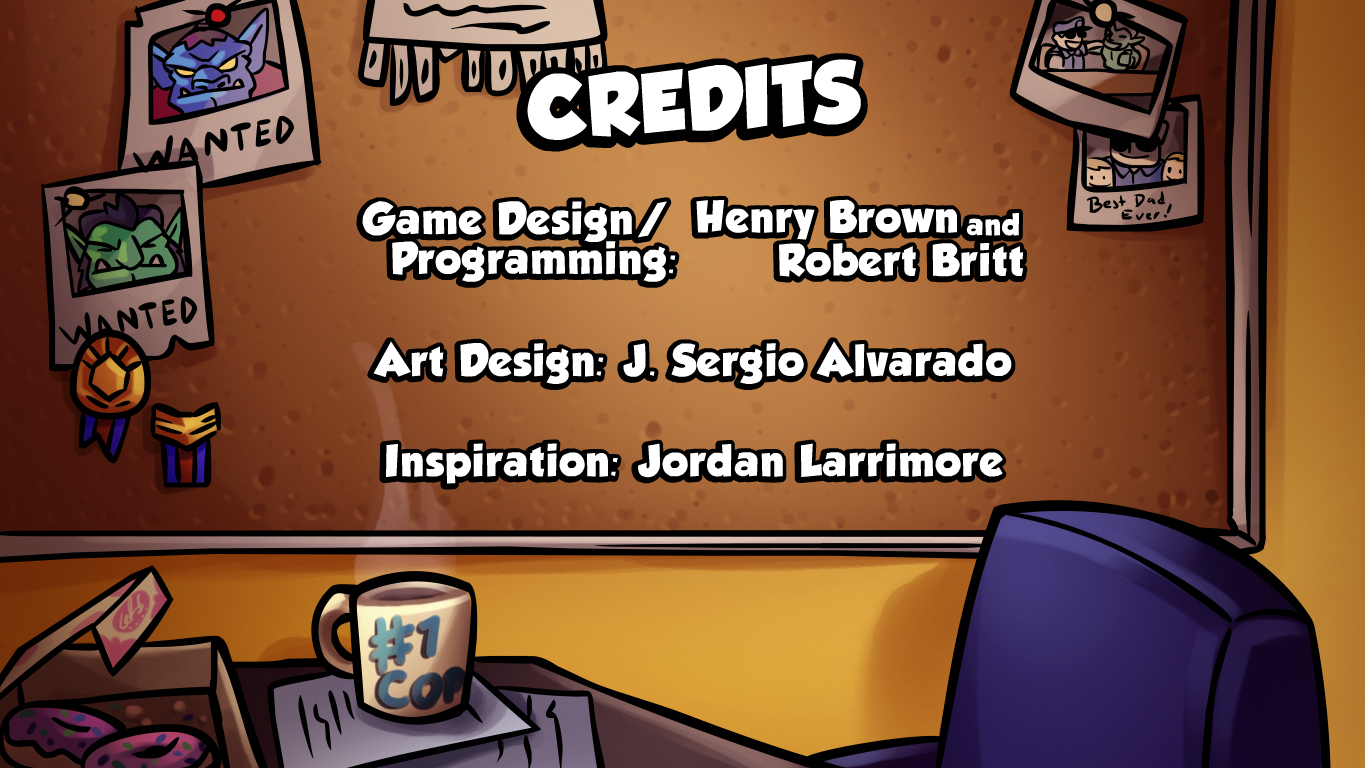 CREDITS
WANTED
WANTED
Best Dad
Ever!
Game Design/ Henry Brown and
Programming: Robert Britt
Art Design: J. Sergio Alvarado
Inspiration: Jordan Larrimore
#1
COP